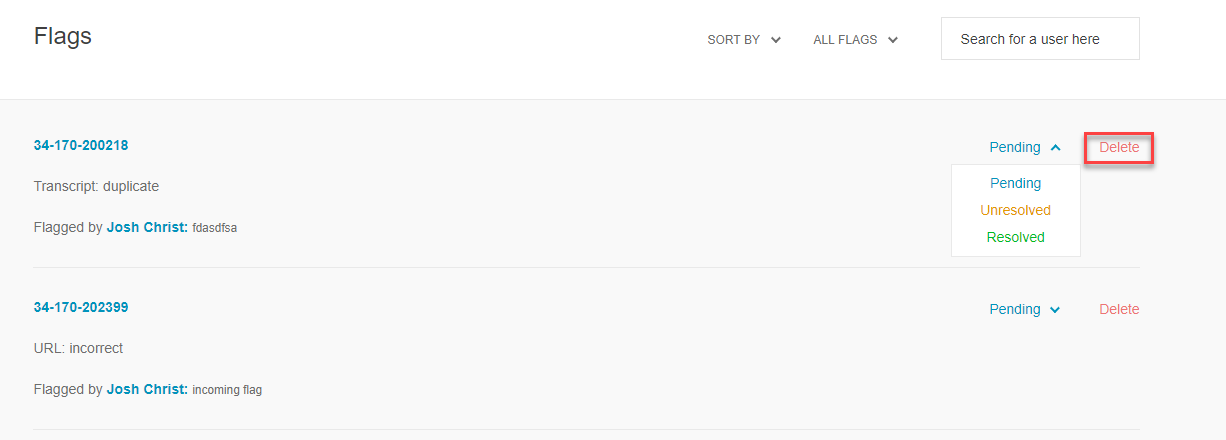 Flags
SORT BY
ALL FLAGS
Search for a user here
34-170-200218
Pending
Delete
Transcript: duplicate
Pending
Unresolved
Flagged by Josh Christ: fdasdfsa
Resolved
34-170-202399
Pending
Delete
URL: incorrect
Flagged by Josh Christ: incoming flag